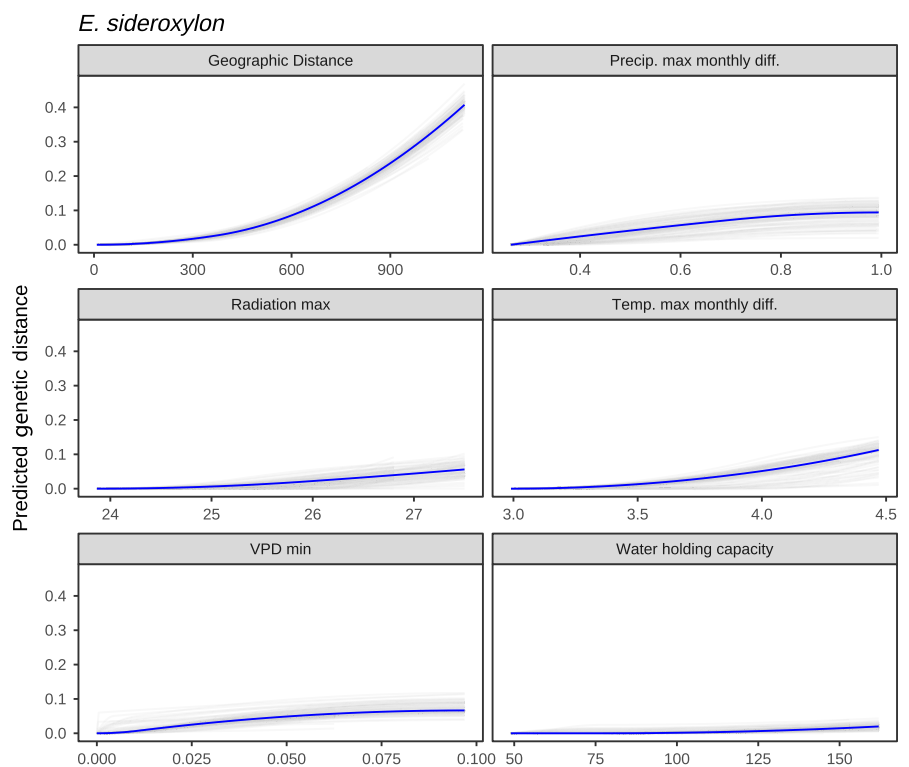 E. sideroxylon
Geographic Distance
Precip. max monthly diff.
0.4
0.3
0.2
0.1
0.0
0 300 600 900
0.4 0.6 0.8 1.0
Predicted genetic distance
Radiation max
Temp. max monthly diff.
0.4
0.3
0.2
0.1
0.0
24 25 26 27
3.0 3.5 4.0 4.5
VPD min
Water holding capacity
0.4
0.3
0.2
0.1
0.0
0.000 0.025 0.050 0.075 0.100
50 75 100 125 150